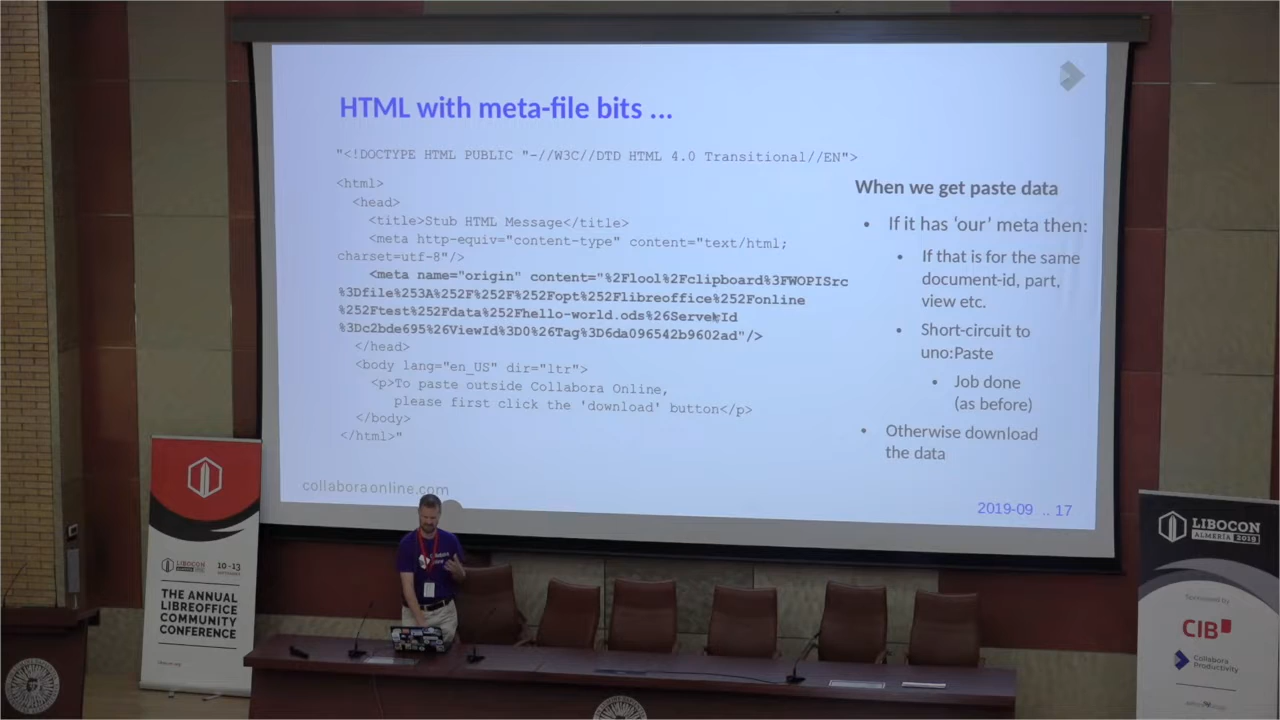 HTML with meta-file bits ...
"<!DOCTYPE HTML PUBLIC "-//W3C//DTD HTML 4.0 Transitional//EN">
<html>
<head>
<title>Stub HTML Message</title>
<meta http-equiv="content-type" content="text/html;
charset=utf-8"/>
<meta name="origin" content="%2Flool%2Fclipboard%3FWOPISrc
%3Dfile%253A%252F%252F%252Fopt%252Flibreoffice%252Fonline
%252Ftest%252Fdata%252Fhello-world.ods%26ServerId
%3Dc2bde695%26ViewId%3D0%26Tag%3D6da096542b9602ad"/>
</head>
<body lang="en_US" dir="ltr">
<p>To paste outside Collabora Online,
please first click the 'download' button</p>
</body>
</html>"
When we get paste data
• If it has ‘our’ meta then:
• If that is for the same
document-id, part,
view etc.
• Short-circuit to
uno:Paste
• Job done
(as before)
• Otherwise download
the data
collaboraonline.com
2019-09 .. 17
LIBOCON
10-13
THE ANNUAL
LIBREOFFICE
COMMUNITY
CONFERENCE
LIBOCON
ALMERÍA 2019
Sponsored by
CIB
Collabora
Productivity